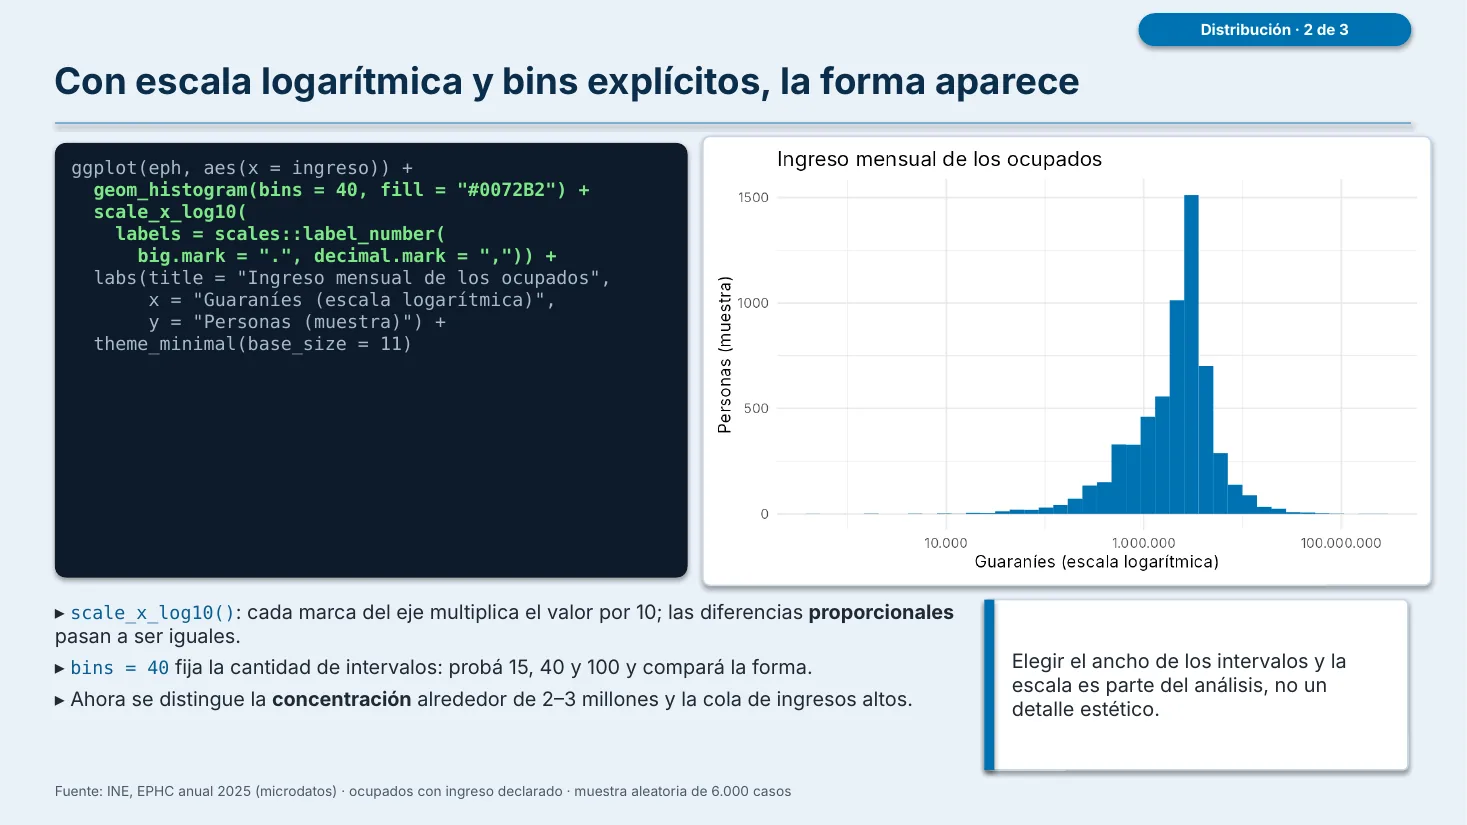 Distribución · 2 de 3
Con escala logarítmica y bins explícitos, la forma aparece
ggplot(eph, aes(x = ingreso)) +
  geom_histogram(bins = 40, fill = "#0072B2") +
  scale_x_log10(
    labels = scales::label_number(
      big.mark = ".", decimal.mark = ",")) +
  labs(title = "Ingreso mensual de los ocupados",
       x = "Guaraníes (escala logarítmica)",
       y = "Personas (muestra)") +
  theme_minimal(base_size = 11)
Ingreso mensual de los ocupados
Personas (muestra)
1500
1000
500
0
10.000 1.000.000 100.000.000
Guaraníes (escala logarítmica)
▸ scale_x_log10(): cada marca del eje multiplica el valor por 10; las diferencias proporcionales
pasan a ser iguales.
▸ bins = 40 fija la cantidad de intervalos: probá 15, 40 y 100 y compará la forma.
▸ Ahora se distingue la concentración alrededor de 2–3 millones y la cola de ingresos altos.
Elegir el ancho de los intervalos y la
escala es parte del análisis, no un
detalle estético.
Fuente: INE, EPHC anual 2025 (microdatos) · ocupados con ingreso declarado · muestra aleatoria de 6.000 casos